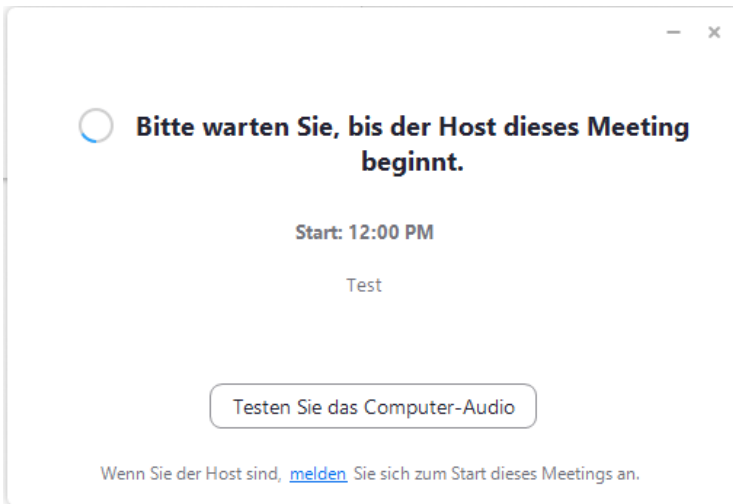 Bitte warten Sie, bis der Host dieses Meeting
beginnt.
Start: 12:00 PM
Test
Testen Sie das Computer-Audio
Wenn Sie der Host sind, melden Sie sich zum Start dieses Meetings an.